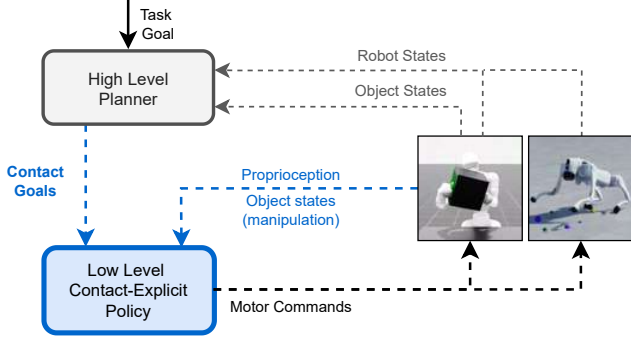 Task
Goal
High Level
Planner
Robot States
Object States
Contact
Goals
Proprioception
Object states
(manipulation)
Low Level
Contact-Explicit
Policy
Motor Commands